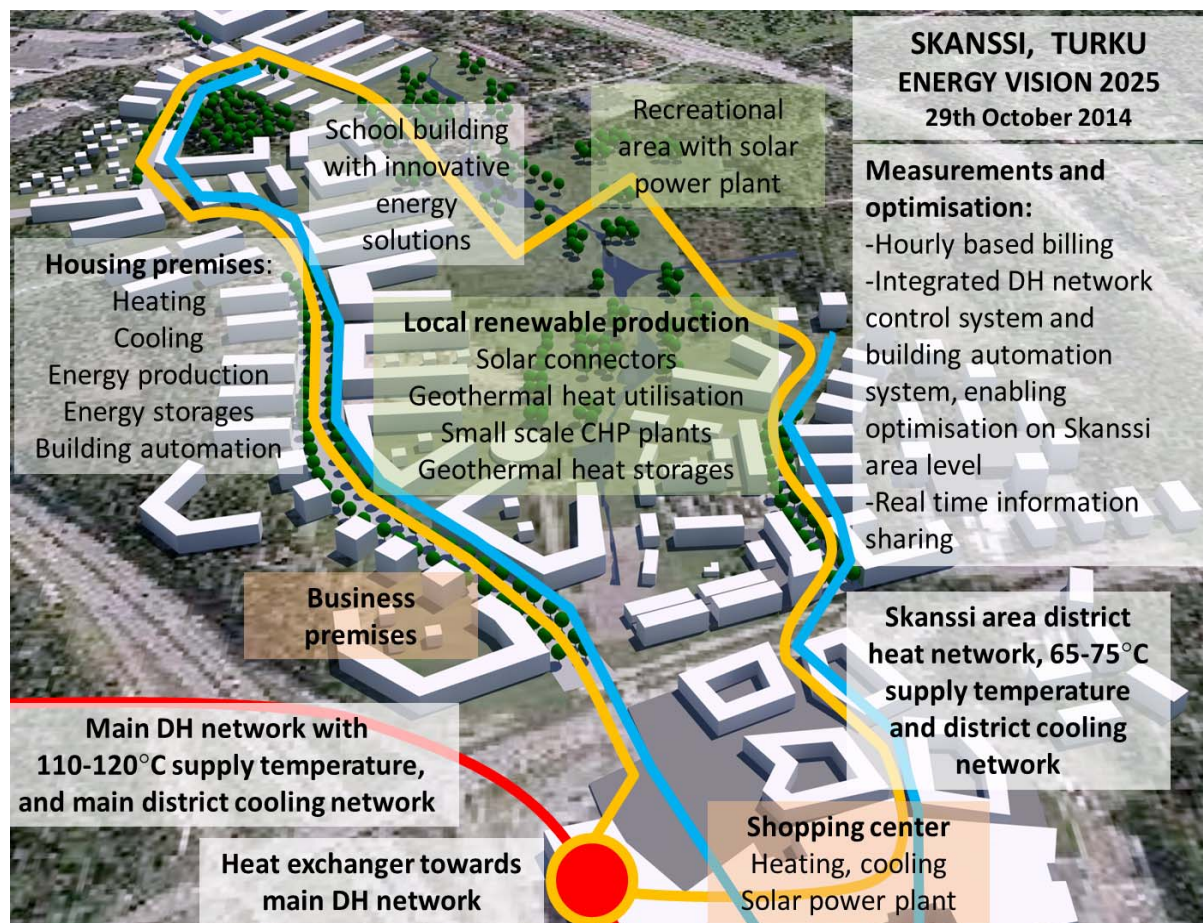 SKANSSI, TURKU
ENERGY VISION 2025
29th October 2014
School building
with innovative
energy
solutions
Recreational
area with solar
power plant
Measurements and
optimisation:
-Hourly based billing
-Integrated DH network
control system and
building automation
system, enabling
optimisation on Skanssi
area level
-Real time information
sharing
Housing premises:
Heating
Cooling
Energy production
Energy storages
Building automation
Local renewable production
Solar connectors
Geothermal heat utilisation
Small scale CHP plants
Geothermal heat storages
Business
premises
Skanssi area district
heat network, 65-75°C
supply temperature
and district cooling
network
Main DH network with
110-120°C supply temperature,
and main district cooling network
Shopping center
Heating, cooling
Solar power plant
Heat exchanger towards
main DH network